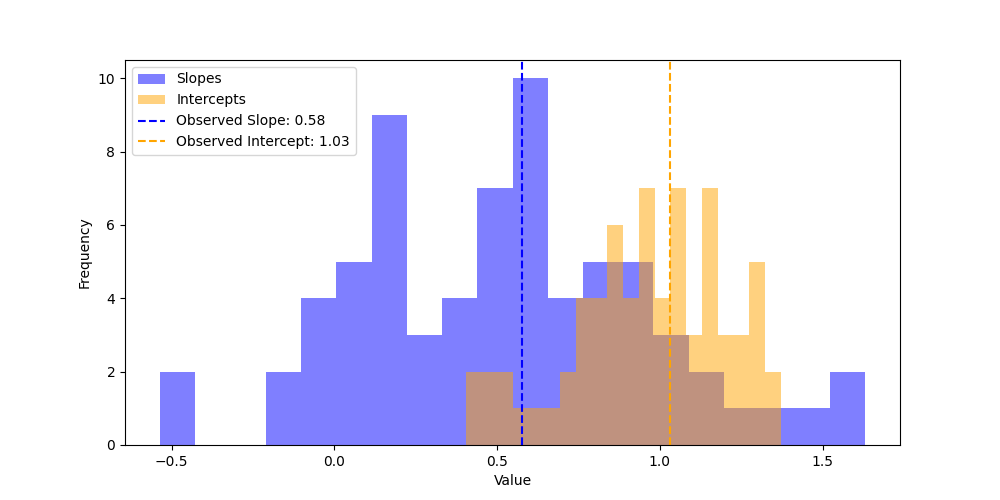 Slopes
Intercepts
Observed Slope: 0.58
Observed Intercept: 1.03
10
8
6
4
2
0
Frequency
−0.5
0.0
0.5
1.0
1.5
Value